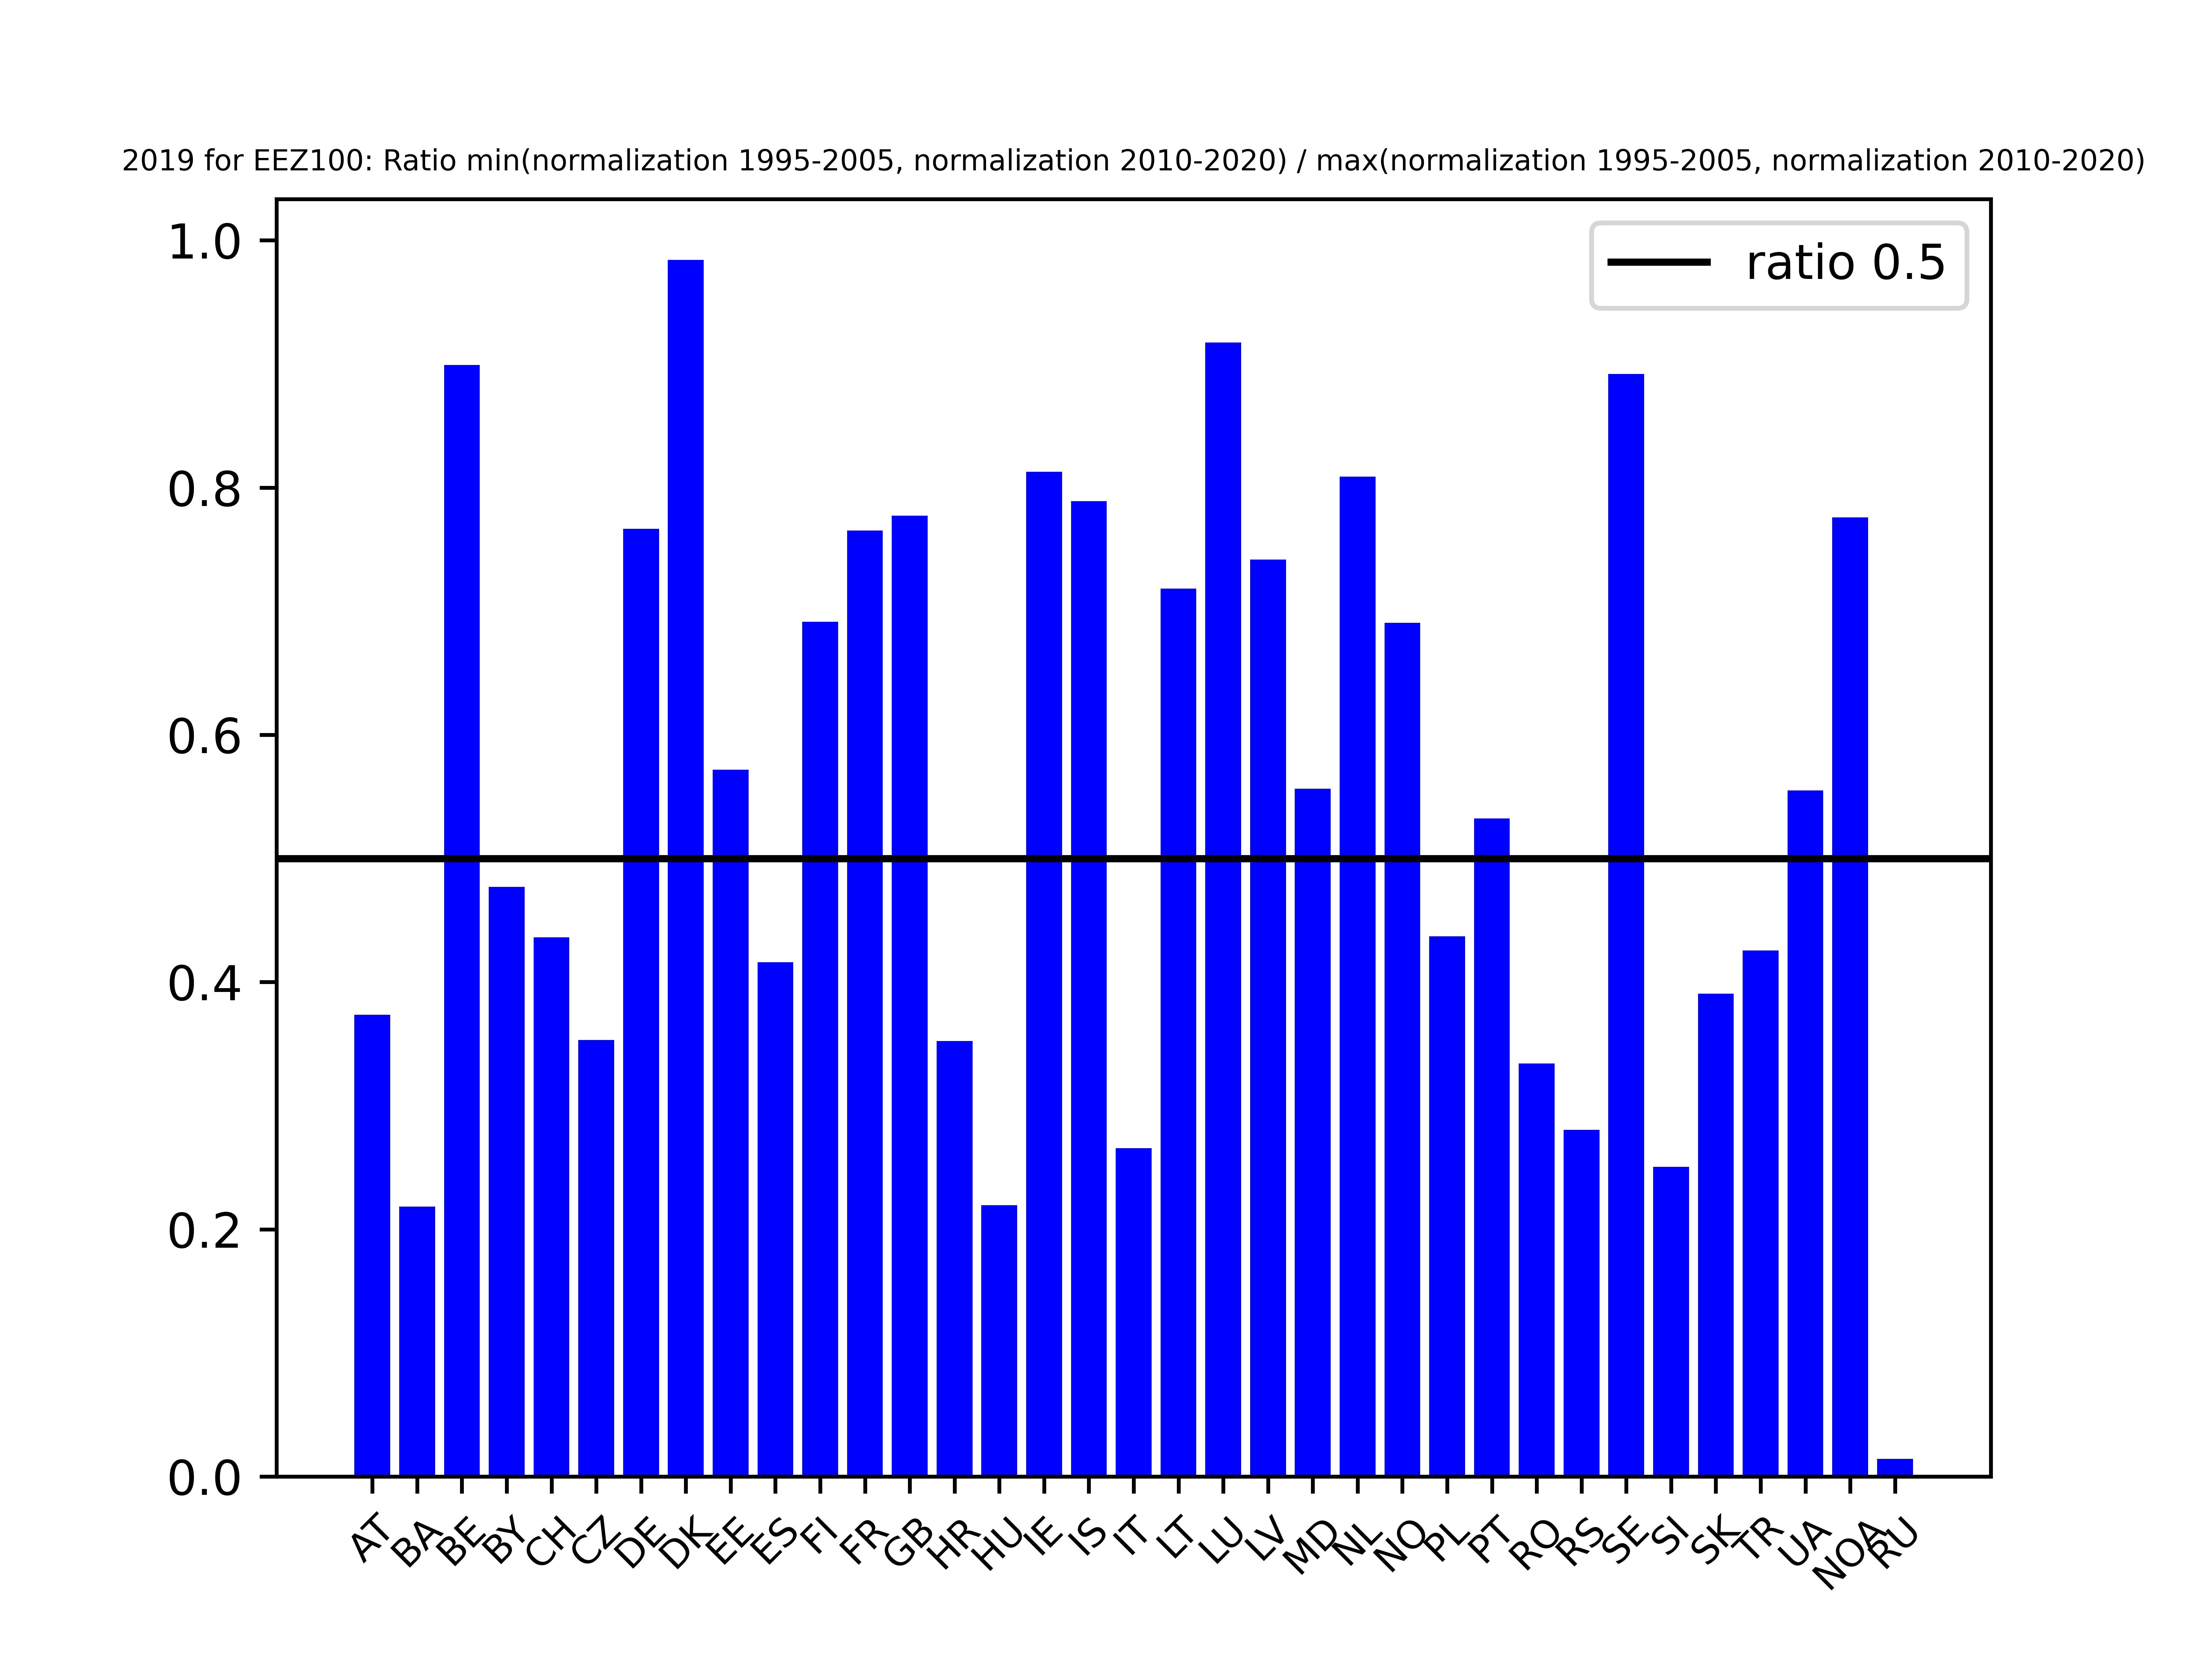 2019 for EEZ100: Ratio min(normalization 1995-2005, normalization 2010-2020) / max(normalization 1995-2005, normalization 2010-2020)
ratio 0.5
1.0
0.8
0.6
0.4
0.2
0.0
AT BA BE BY CH CZ DE DK EE ES FI FR GB HR HU IE IS IT LT LU LV MD NL NO PL PT RO RS SE SI SK TR UA NOA RU